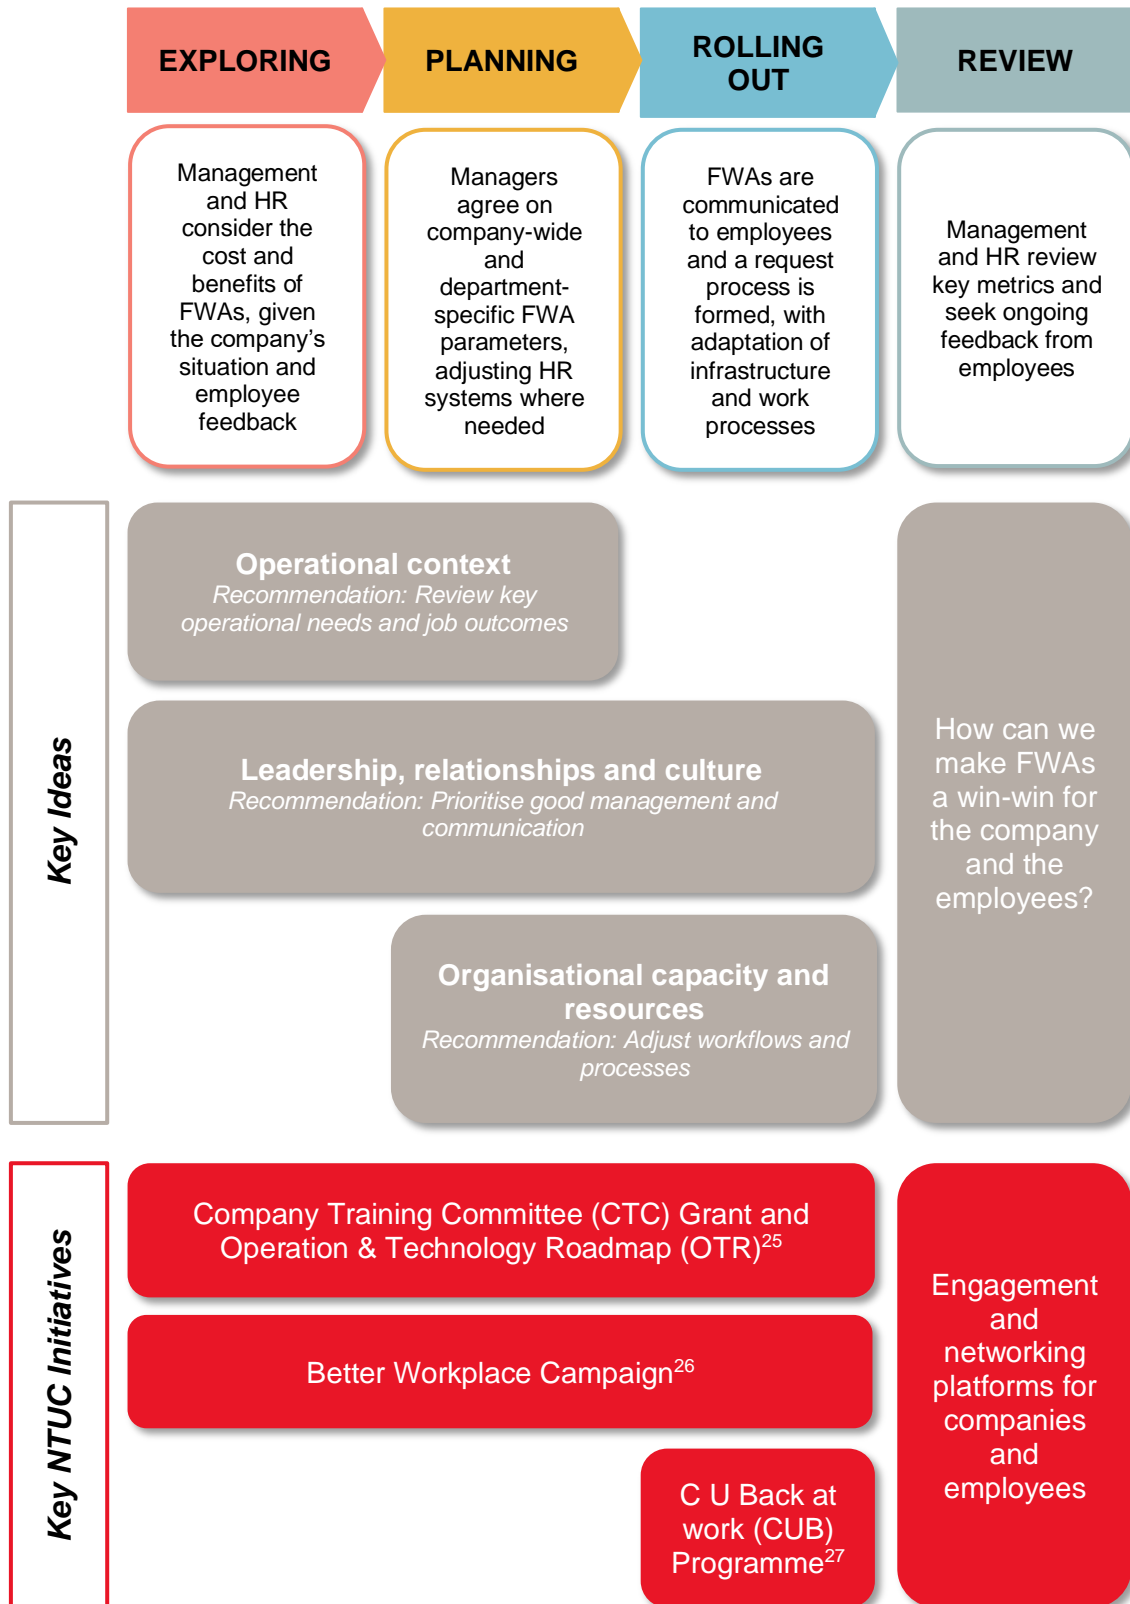 EXPLORING
PLANNING
ROLLING
OUT
REVIEW
Management
and HR
consider the
cost and
benefits of
FWAs, given
the company's
situation and
employee
feedback
Managers
agree on
company-wide
and
department-
specific FWA
parameters,
adjusting HR
systems where
needed
FWAs are
communicated
to employees
and a request
process is
formed, with
adaptation of
infrastructure
and work
processes
Management
and HR review
key metrics and
seek ongoing
feedback from
employees
Key Ideas
Operational context
Recommendation: Review key
operational needs and job outcomes
Leadership, relationships and culture
Recommendation: Prioritise good management and
communication
Organisational capacity and
resources
Recommendation: Adjust workflows and
processes
How can we
make FWAs
a win-win for
the company
and the
employees?
Key NTUC Initiatives
Company Training Committee (CTC) Grant and
Operation & Technology Roadmap (OTR)25
Better Workplace Campaign26
C U Back at
work (CUB)
Programme27
Engagement
and
networking
platforms for
companies
and
employees